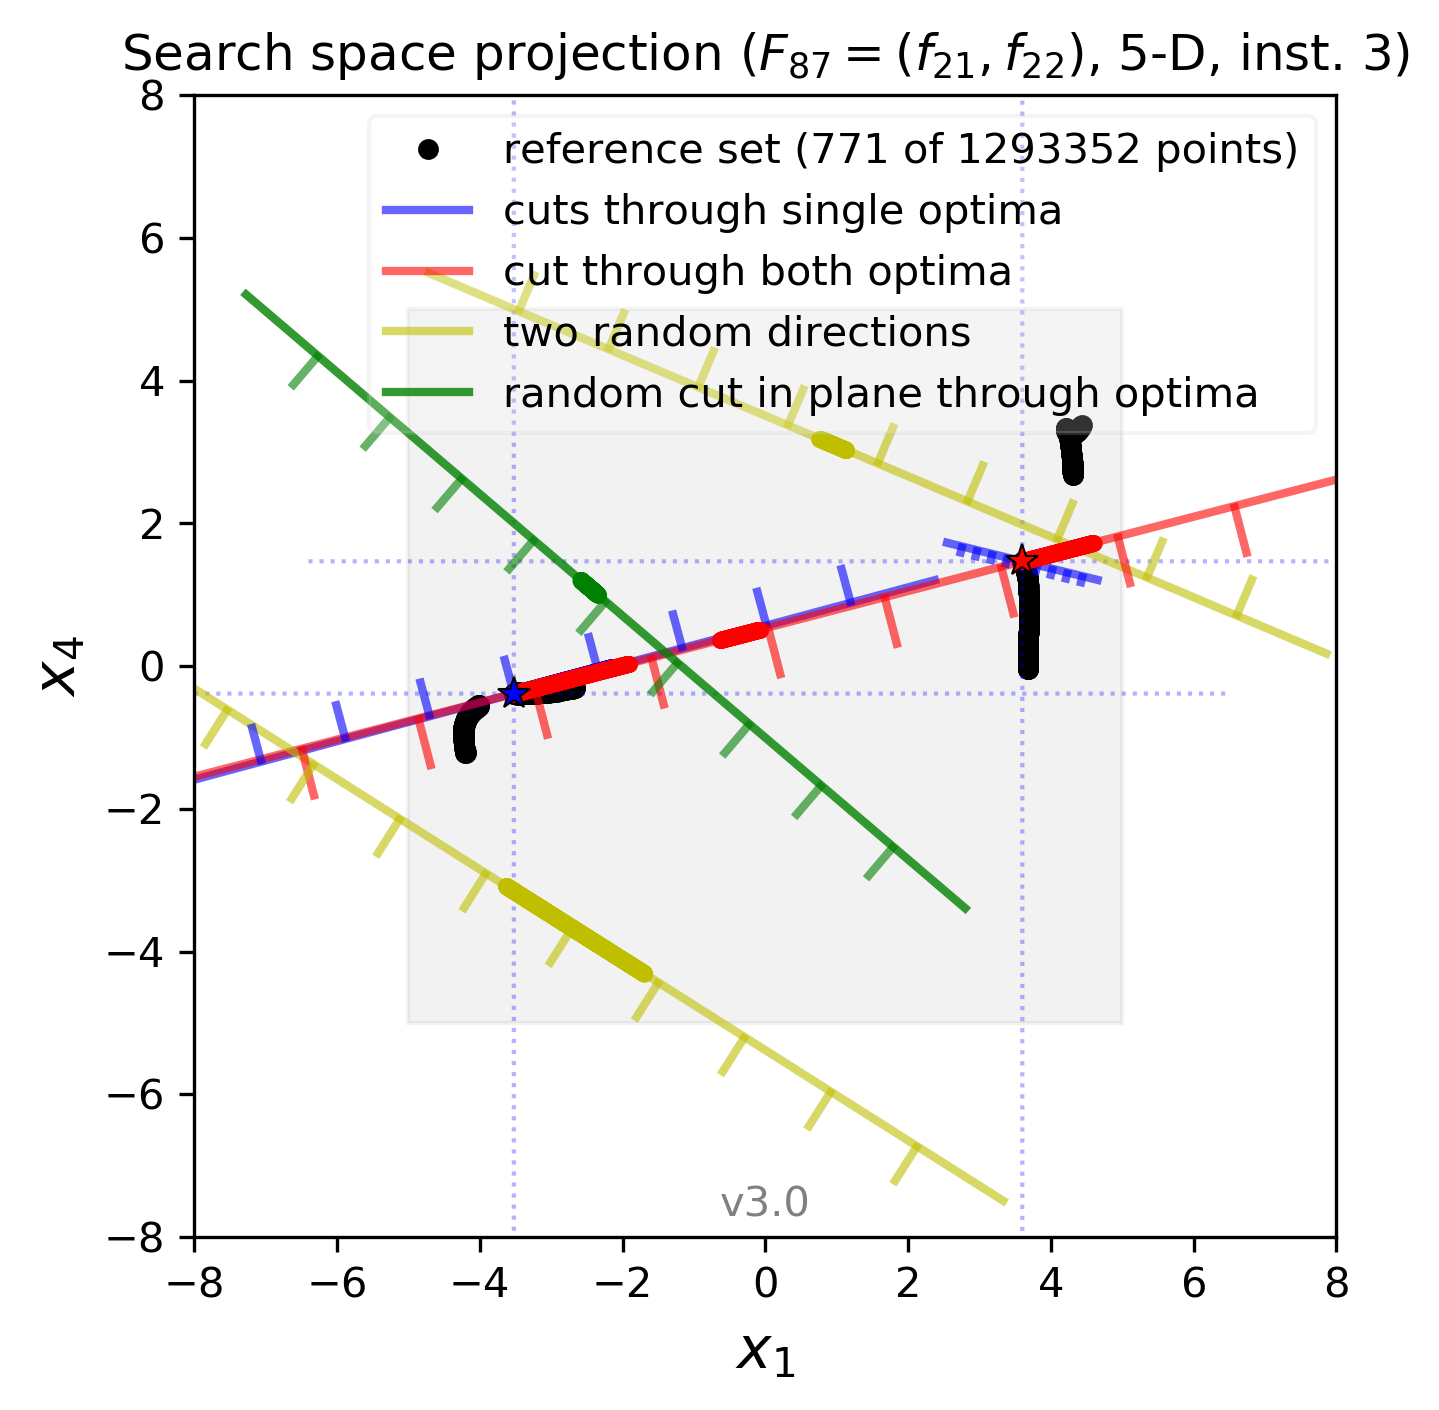 Search space projection (F₈₇ = (f₂₁, f₂₂), 5-D, inst. 3)
8
6
4
2
0
−2
−4
−6
−8
x₄
reference set (771 of 1293352 points)
cuts through single optima
cut through both optima
two random directions
random cut in plane through optima
v3.0
−8 −6 −4 −2 0 2 4 6 8
x₁